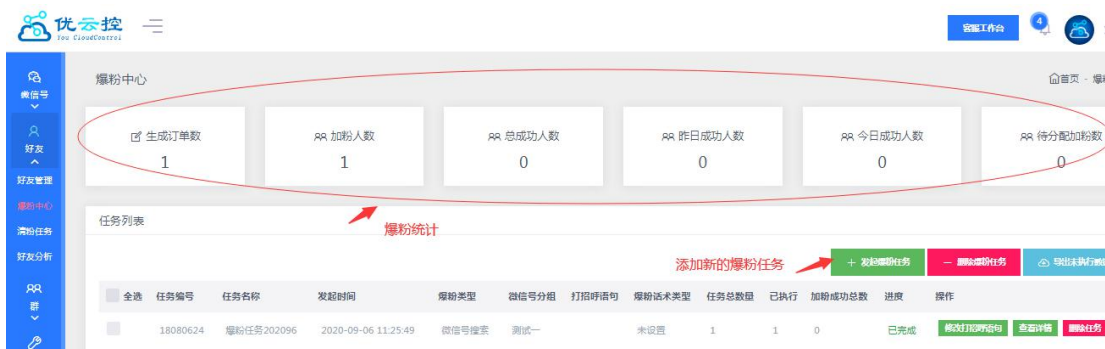 优云控
You CloudControl
客服工作台
4
微信号
爆粉中心
首页 - 爆粉
好友
生成订单数
加粉人数
总成功人数
昨日成功人数
今日成功人数
待分配加粉数
1
1
0
0
0
0
好友管理
爆粉中心
清粉任务
好友分析
群
任务列表
爆粉统计
添加新的爆粉任务
+ 发起爆粉任务
- 删除爆粉任务
导出未执行数据
全选 任务编号 任务名称 发起时间 爆粉类型 微信号分组 打招呼语句 爆粉话术类型 任务总数量 已执行 加粉成功总数 进度 操作
18080624 爆粉任务202096 2020-09-06 11:25:49 微信号搜索 测试一 未设置 1 1 0 已完成 修改打招呼语句 查看详情 删除任务